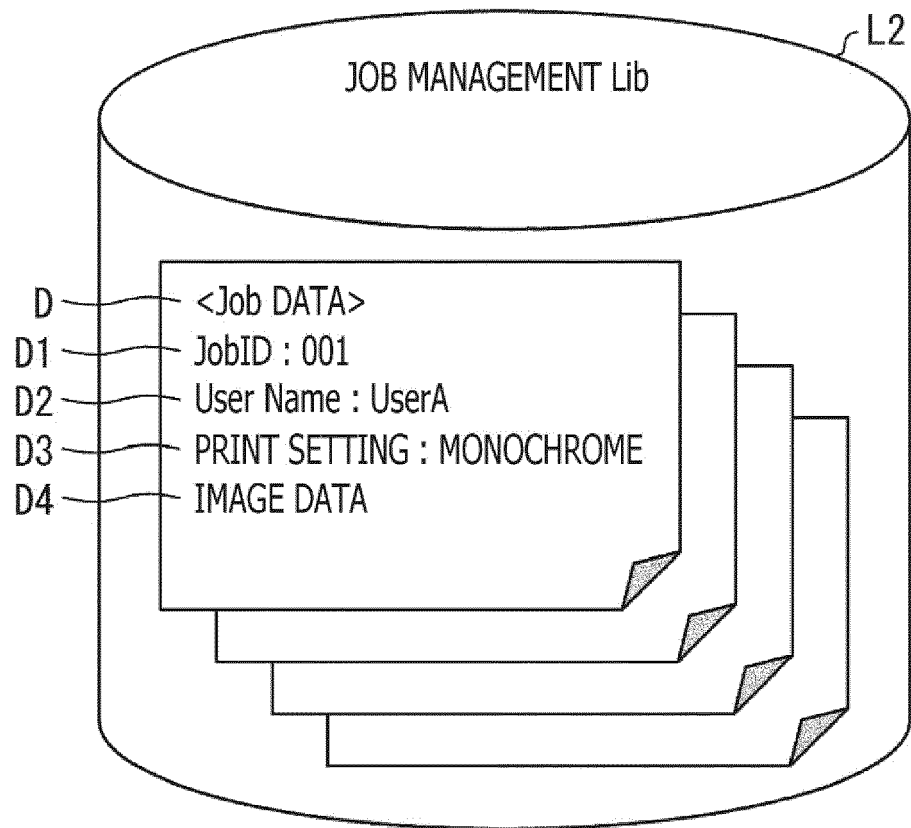 L2
JOB MANAGEMENT Lib
D <Job DATA>
D1 JobID : 001
D2 User Name : UserA
D3 PRINT SETTING : MONOCHROME
D4 IMAGE DATA